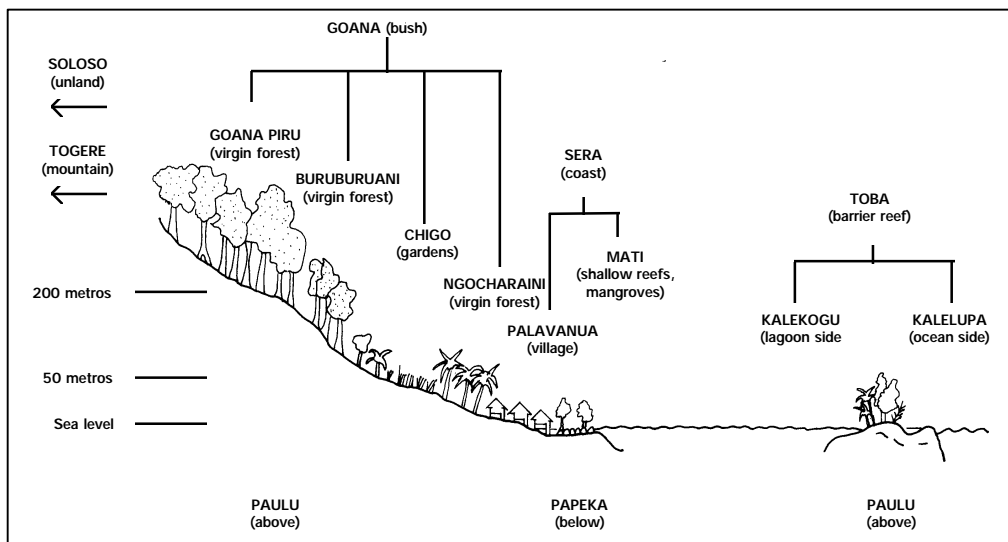 GOANA (bush)
SOLOSO
(unland)
TOGERE
(mountain)
GOANA PIRU
(virgin forest)
BURUBURUANI
(virgin forest)
CHIGO
(gardens)
NGOCHARAINI
(virgin forest)
SERA
(coast)
MATI
(shallow reefs,
mangroves)
PALAVANUA
(village)
TOBA
(barrier reef)
KALEKOGU
(lagoon side
KALELUPA
(ocean side)
200 metros
50 metros
Sea level
PAULU
(above)
PAPEKA
(below)
PAULU
(above)